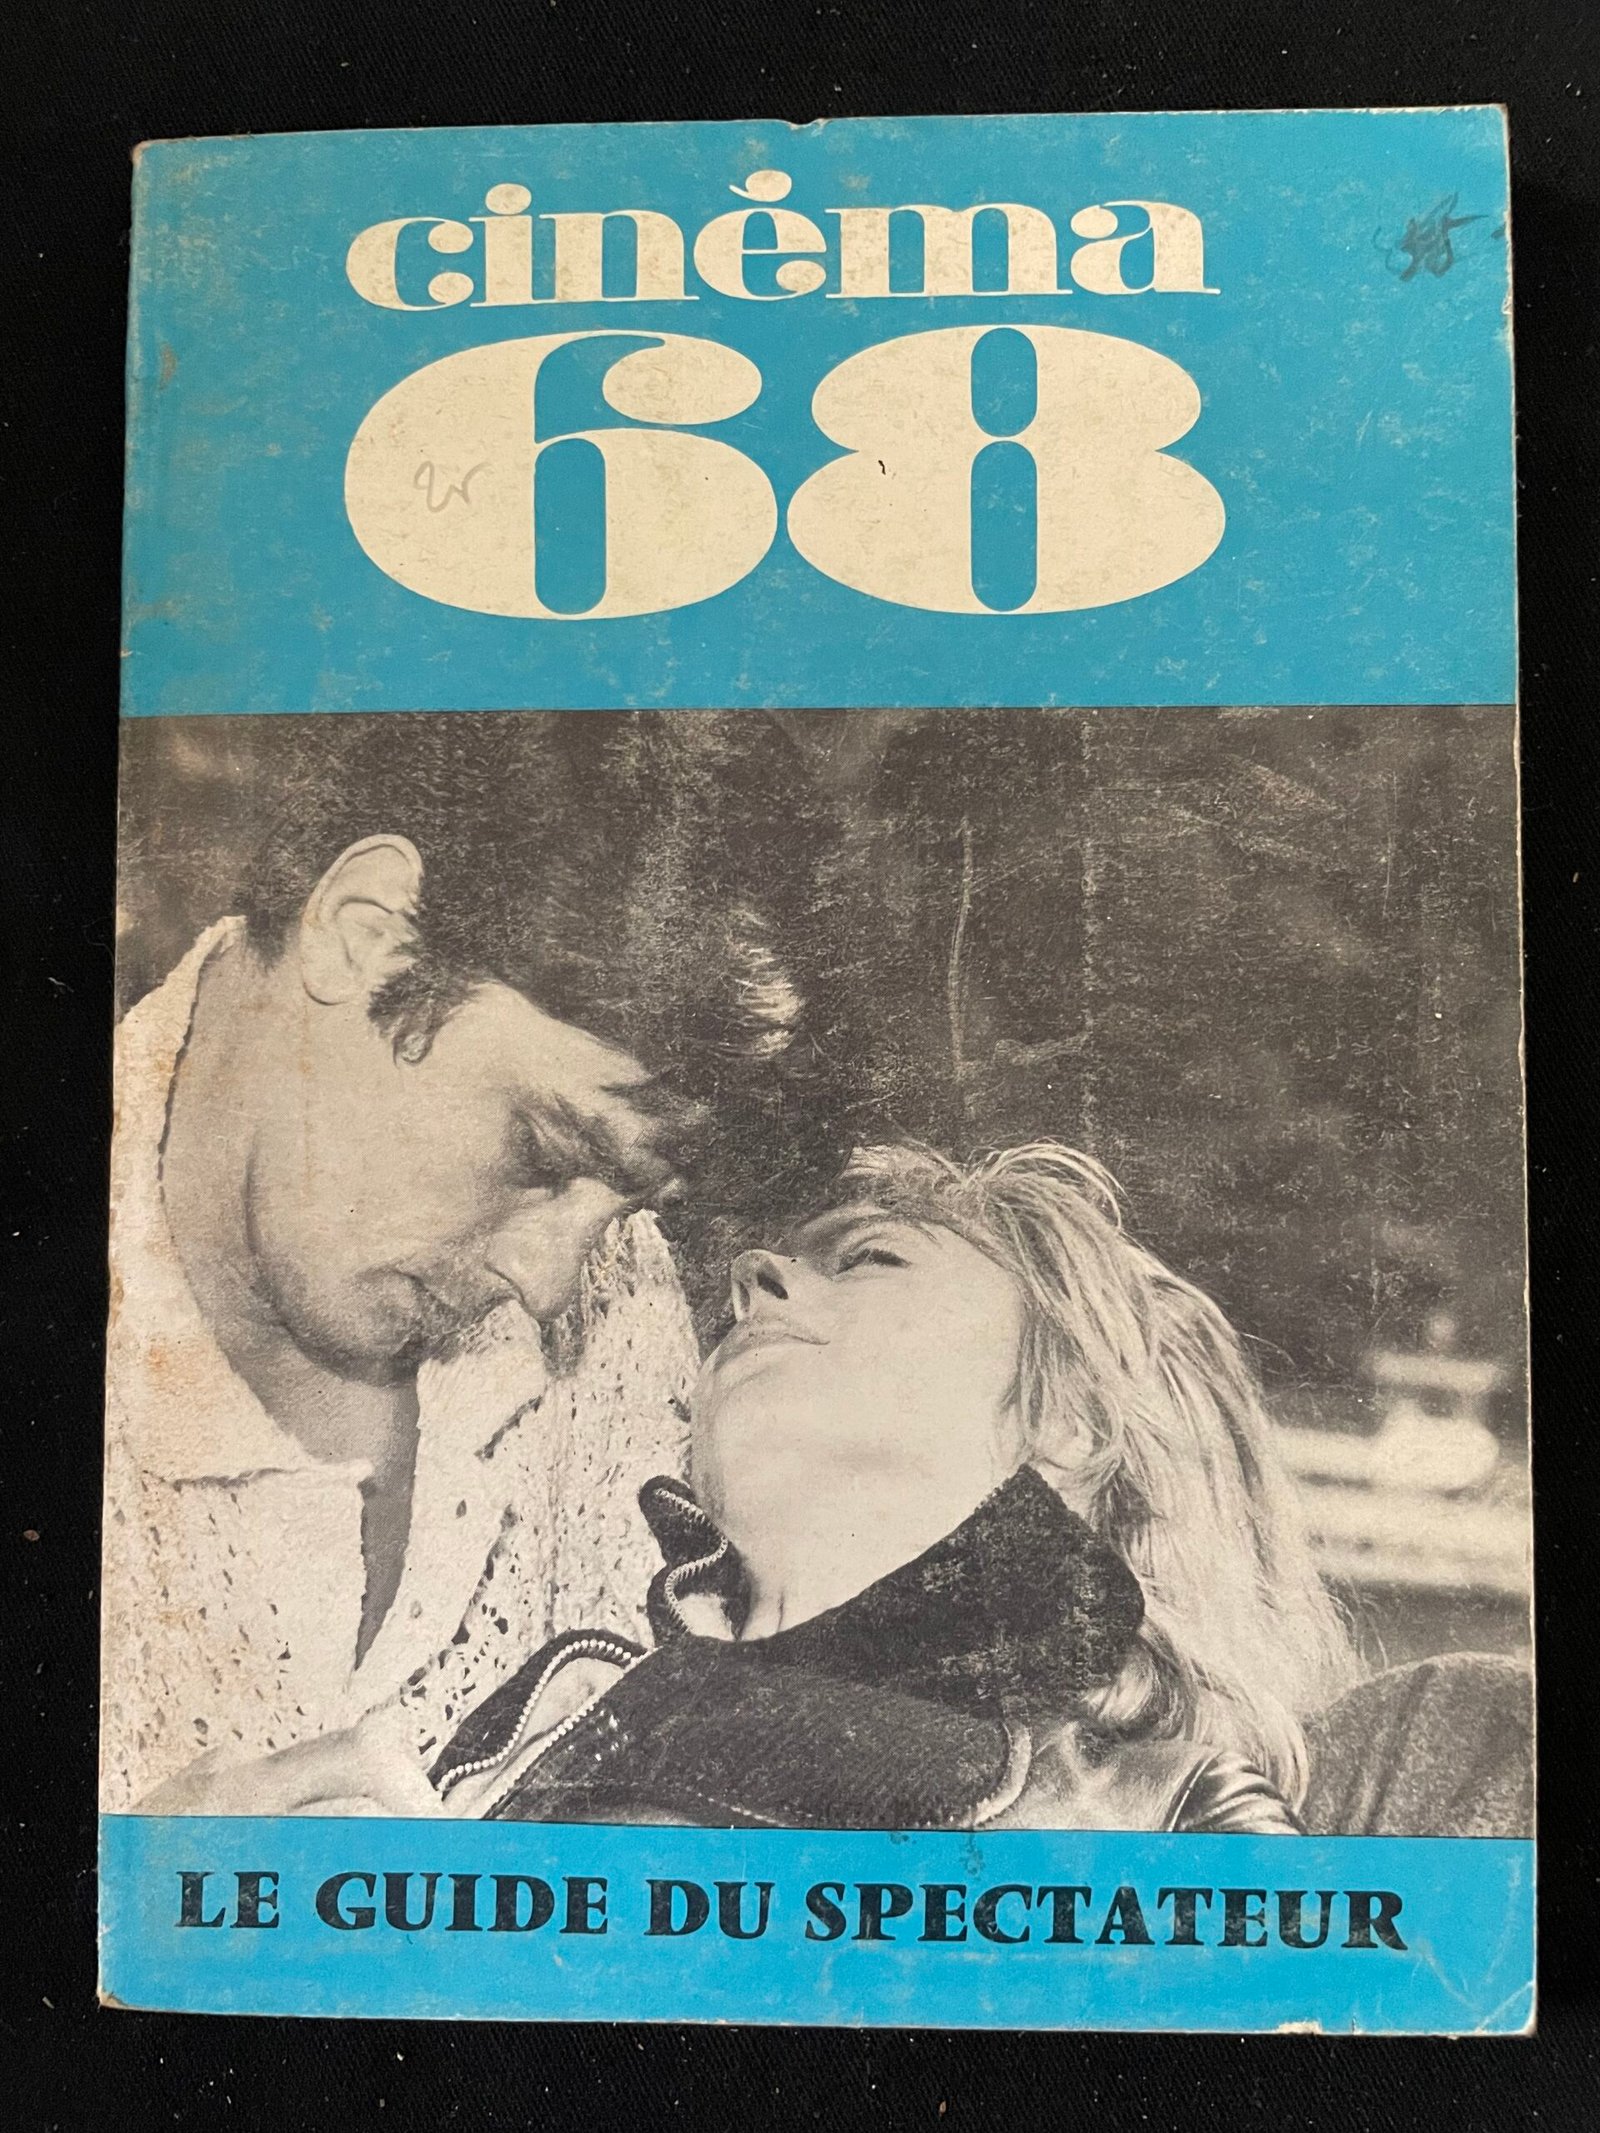 cinéma
68
LE GUIDE DU SPECTATEUR